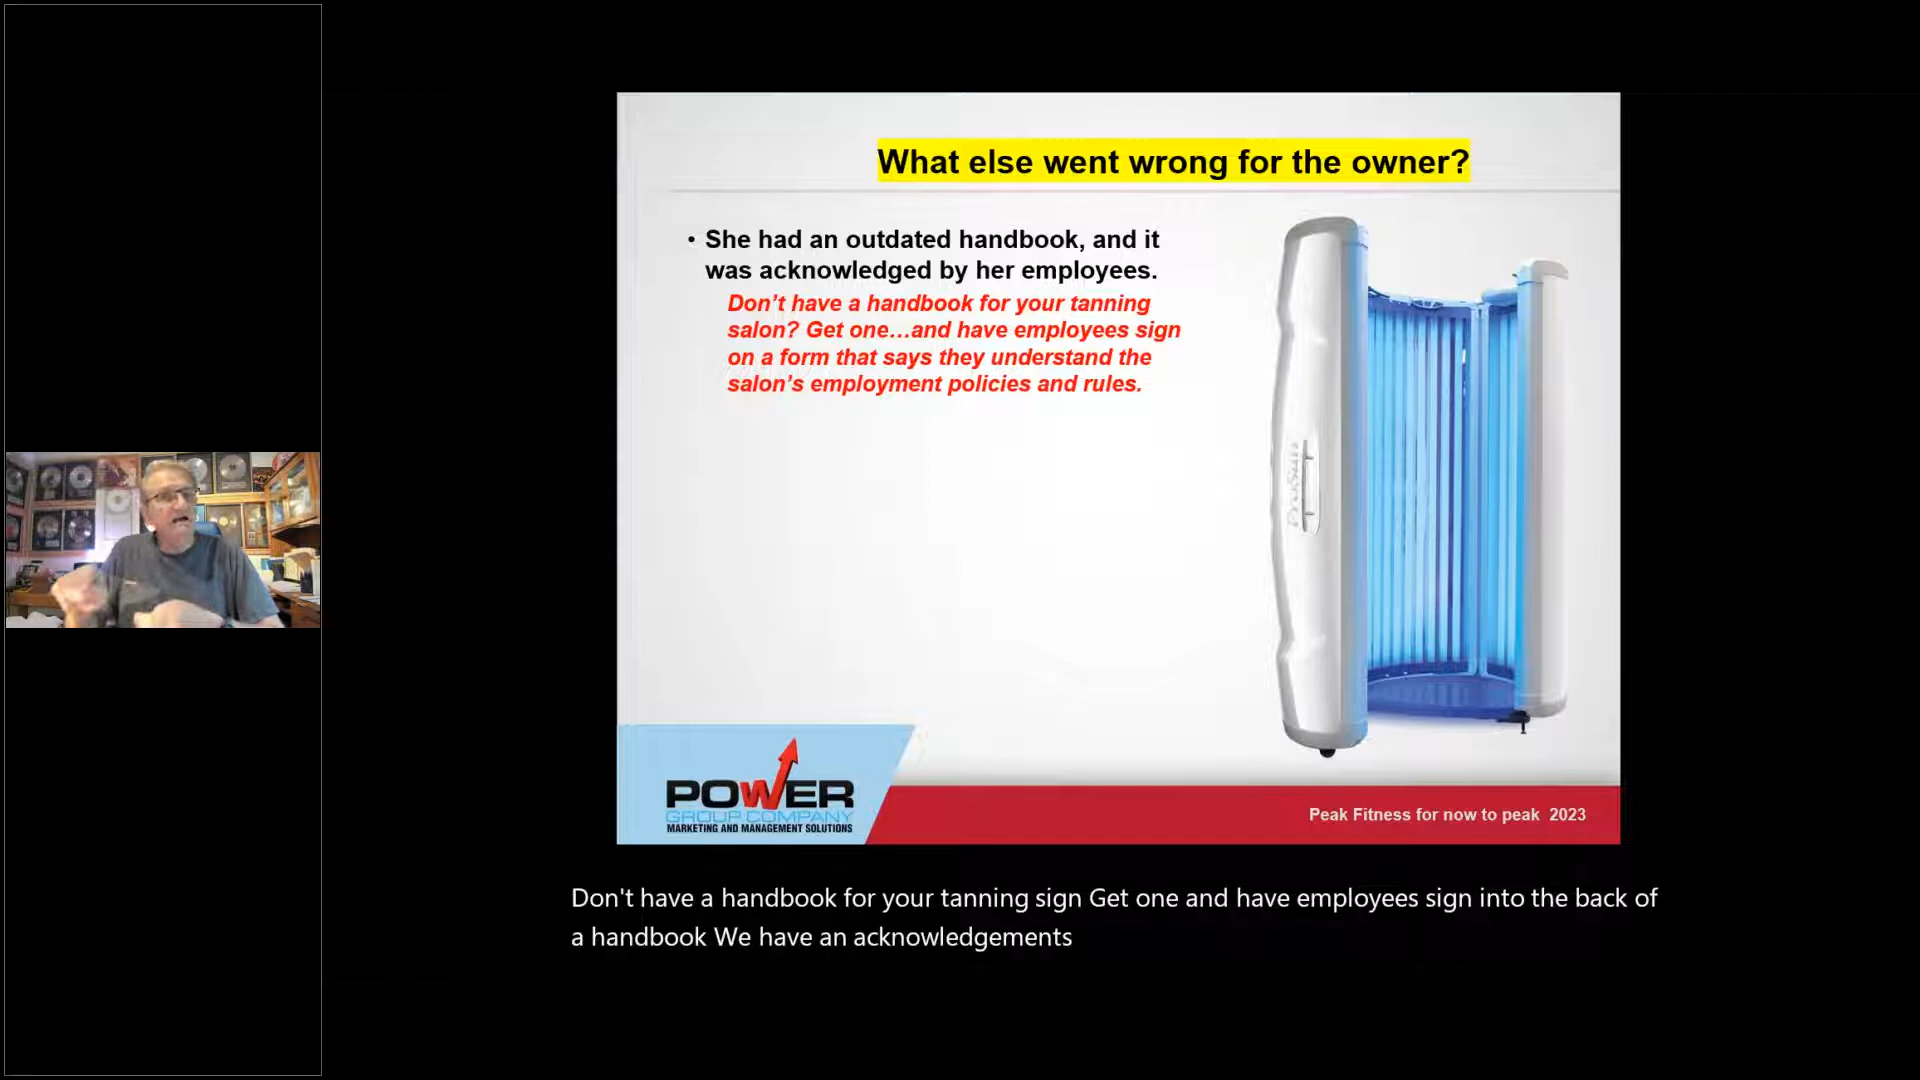 What else went wrong for the owner?
• She had an outdated handbook, and it
was acknowledged by her employees.
Don’t have a handbook for your tanning
salon? Get one…and have employees sign
on a form that says they understand the
salon’s employment policies and rules.
ProSun
POWER
GROUP COMPANY
MARKETING AND MANAGEMENT SOLUTIONS
Peak Fitness for now to peak 2023
Don't have a handbook for your tanning sign Get one and have employees sign into the back of
a handbook We have an acknowledgements